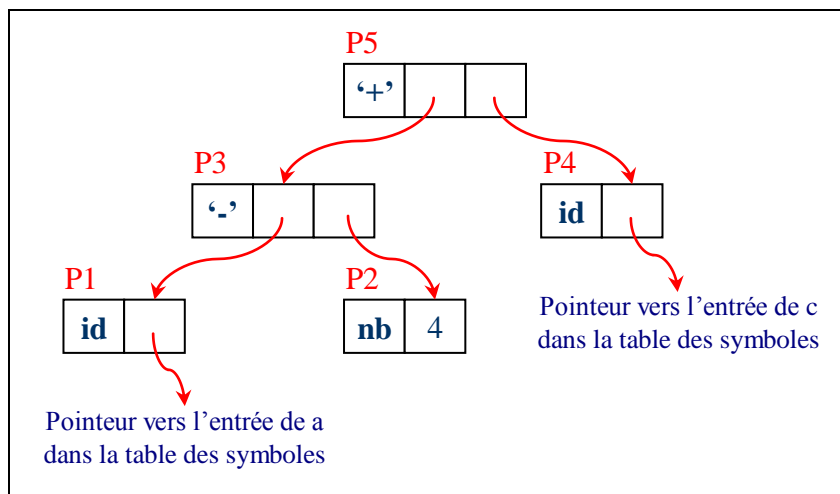 P5
‘+’
P3
P4
‘-’
id
P1
P2
id
nb 4
Pointeur vers l’entrée de c
dans la table des symboles
Pointeur vers l’entrée de a
dans la table des symboles